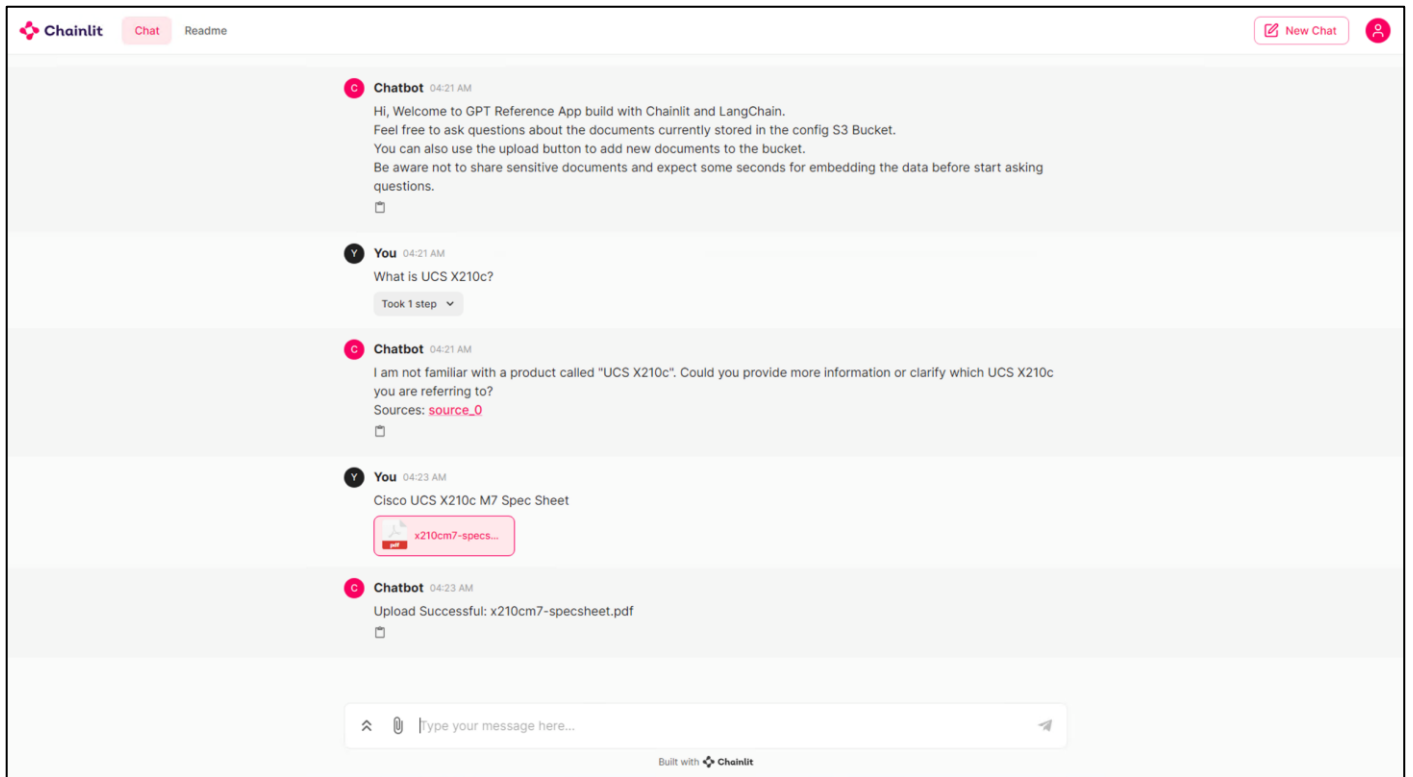 Chainlit Chat Readme New Chat
C Chatbot 04:21 AM
Hi, Welcome to GPT Reference App build with Chainlit and LangChain.
Feel free to ask questions about the documents currently stored in the config S3 Bucket.
You can also use the upload button to add new documents to the bucket.
Be aware not to share sensitive documents and expect some seconds for embedding the data before start asking
questions.
Y You 04:21 AM
What is UCS X210c?
Took 1 step
C Chatbot 04:21 AM
I am not familiar with a product called "UCS X210c". Could you provide more information or clarify which UCS X210c
you are referring to?
Sources: source_0
Y You 04:23 AM
Cisco UCS X210c M7 Spec Sheet
pdf x210cm7-specs...
C Chatbot 04:23 AM
Upload Successful: x210cm7-specsheet.pdf
Type your message here...
Built with Chainlit